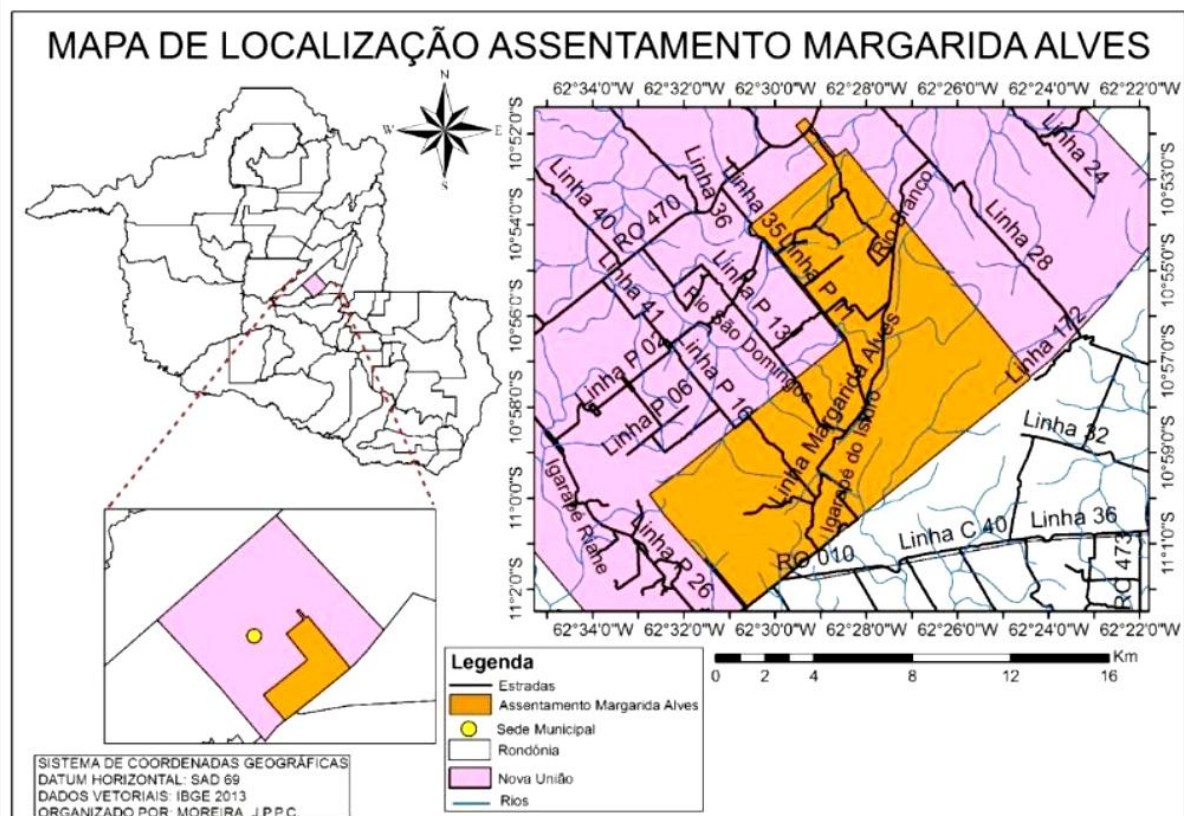 MAPA DE LOCALIZAÇÃO ASSENTAMENTO MARGARIDA ALVES
N
W
E
S
62°34'0"W 62°32'0"W 62°30'0"W 62°28'0"W 62°26'0"W 62°24'0"W 62°22'0"W
10°52'0"S
10°54'0"S
10°56'0"S
10°58'0"S
11°0'0"S
11°2'0"S
10°53'0"S
10°55'0"S
10°57'0"S
10°59'0"S
11°1'0"S
Linha 24
Linha 36
Linha 35
Linha 40
RO 470
Rio Branco
Linha 28
Linha P 11
Linha P 13
Linha 41
Rio São Domingos
Linha 172
Linha P 02
Linha P 16
Linha P 06
Linha Margarida Alves
Linha 32
Igarapé do Isidio
Igarapé Riahe
Linha P 26
RO 010
Linha C 40
Linha 36
RO 473
62°34'0"W 62°32'0"W 62°30'0"W 62°28'0"W 62°26'0"W 62°24'0"W 62°22'0"W
Km
0 2 4 8 12 16
Legenda
Estradas
Assentamento Margarida Alves
Sede Municipal
Rondônia
Nova União
Rios
SISTEMA DE COORDENADAS GEOGRÁFICAS
DATUM HORIZONTAL: SAD 69
DADOS VETORIAIS: IBGE 2013
ORGANIZADO POR: MOREIRA, J.P.P.C.